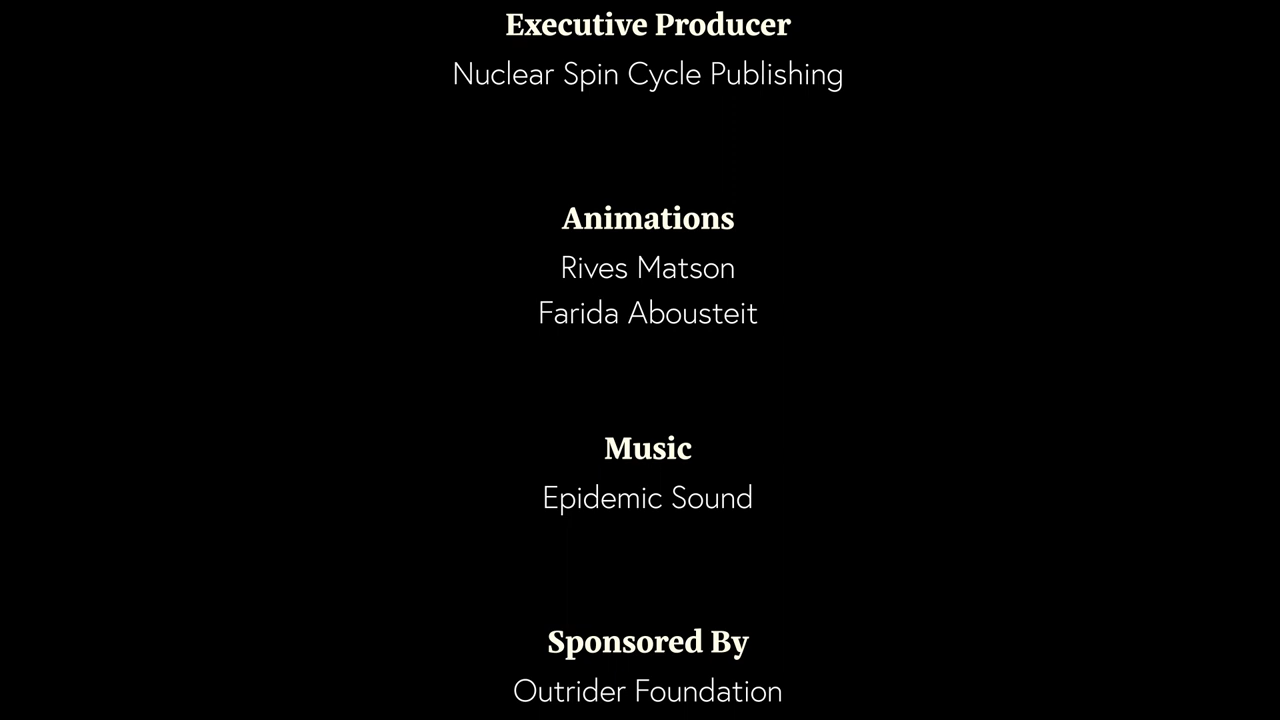 Executive Producer
Nuclear Spin Cycle Publishing
Animations
Rives Matson
Farida Abousteit
Music
Epidemic Sound
Sponsored By
Outrider Foundation